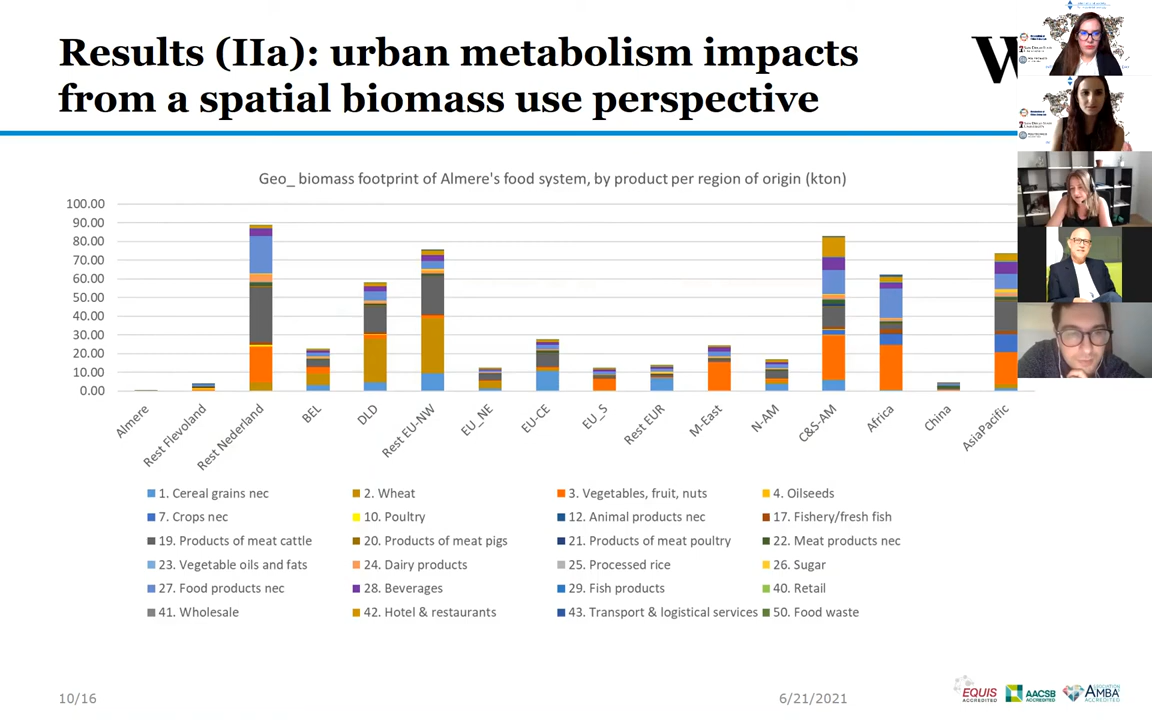 Results (IIa): urban metabolism impacts
from a spatial biomass use perspective
W
Geo_ biomass footprint of Almere's food system, by product per region of origin (kton)
100.00
90.00
80.00
70.00
60.00
50.00
40.00
30.00
20.00
10.00
0.00
Almere
Rest Flevoland
Rest Nederland
BEL
DLD
Rest EU-NW
EU_NE
EU-CE
EU_S
Rest EUR
M-East
N-AM
C&S-AM
Africa
China
AsiaPacific
1. Cereal grains nec 2. Wheat 3. Vegetables, fruit, nuts 4. Oilseeds
7. Crops nec 10. Poultry 12. Animal products nec 17. Fishery/fresh fish
19. Products of meat cattle 20. Products of meat pigs 21. Products of meat poultry 22. Meat products nec
23. Vegetable oils and fats 24. Dairy products 25. Processed rice 26. Sugar
27. Food products nec 28. Beverages 29. Fish products 40. Retail
41. Wholesale 42. Hotel & restaurants 43. Transport & logistical services 50. Food waste
10/16
6/21/2021
EQUIS
ACCREDITED
AACSB
ACCREDITED
ASSOCIATION
AMBA
ACCREDITED